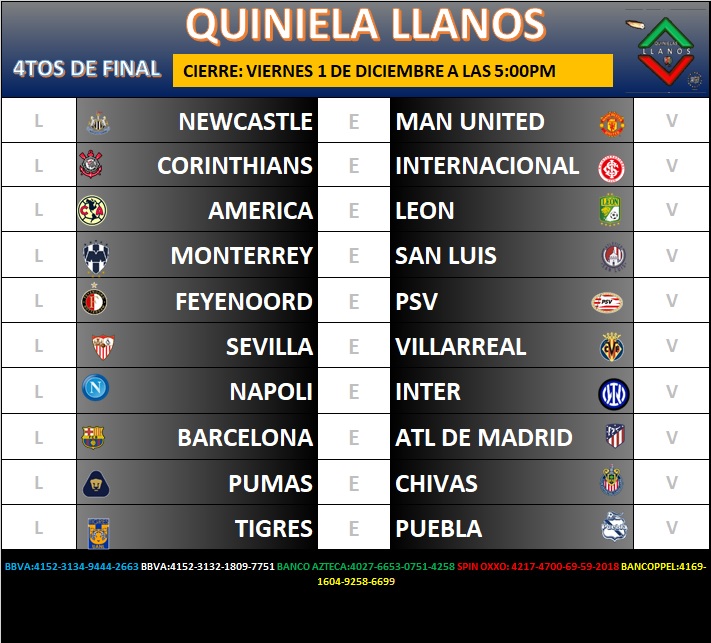 QUINIELA LLANOS
4TOS DE FINAL
CIERRE: VIERNES 1 DE DICIEMBRE A LAS 5:00PM
QUINIELAS
LLANOS
L NEWCASTLE E MAN UNITED V
L CORINTHIANS E INTERNACIONAL V
L AMERICA E LEON V
L MONTERREY E SAN LUIS V
L FEYENOORD E PSV PSV V
L SEVILLA E VILLARREAL V
L N NAPOLI E INTER V
L BARCELONA E ATL DE MADRID V
L PUMAS E CHIVAS V
L TIGRES E PUEBLA V
BBVA:4152-3134-9444-2663 BBVA:4152-3132-1809-7751 BANCO AZTECA:4027-6653-0751-4258 SPIN OXXO: 4217-4700-69-59-2018 BANCOPPEL:4169-
1604-9258-6699